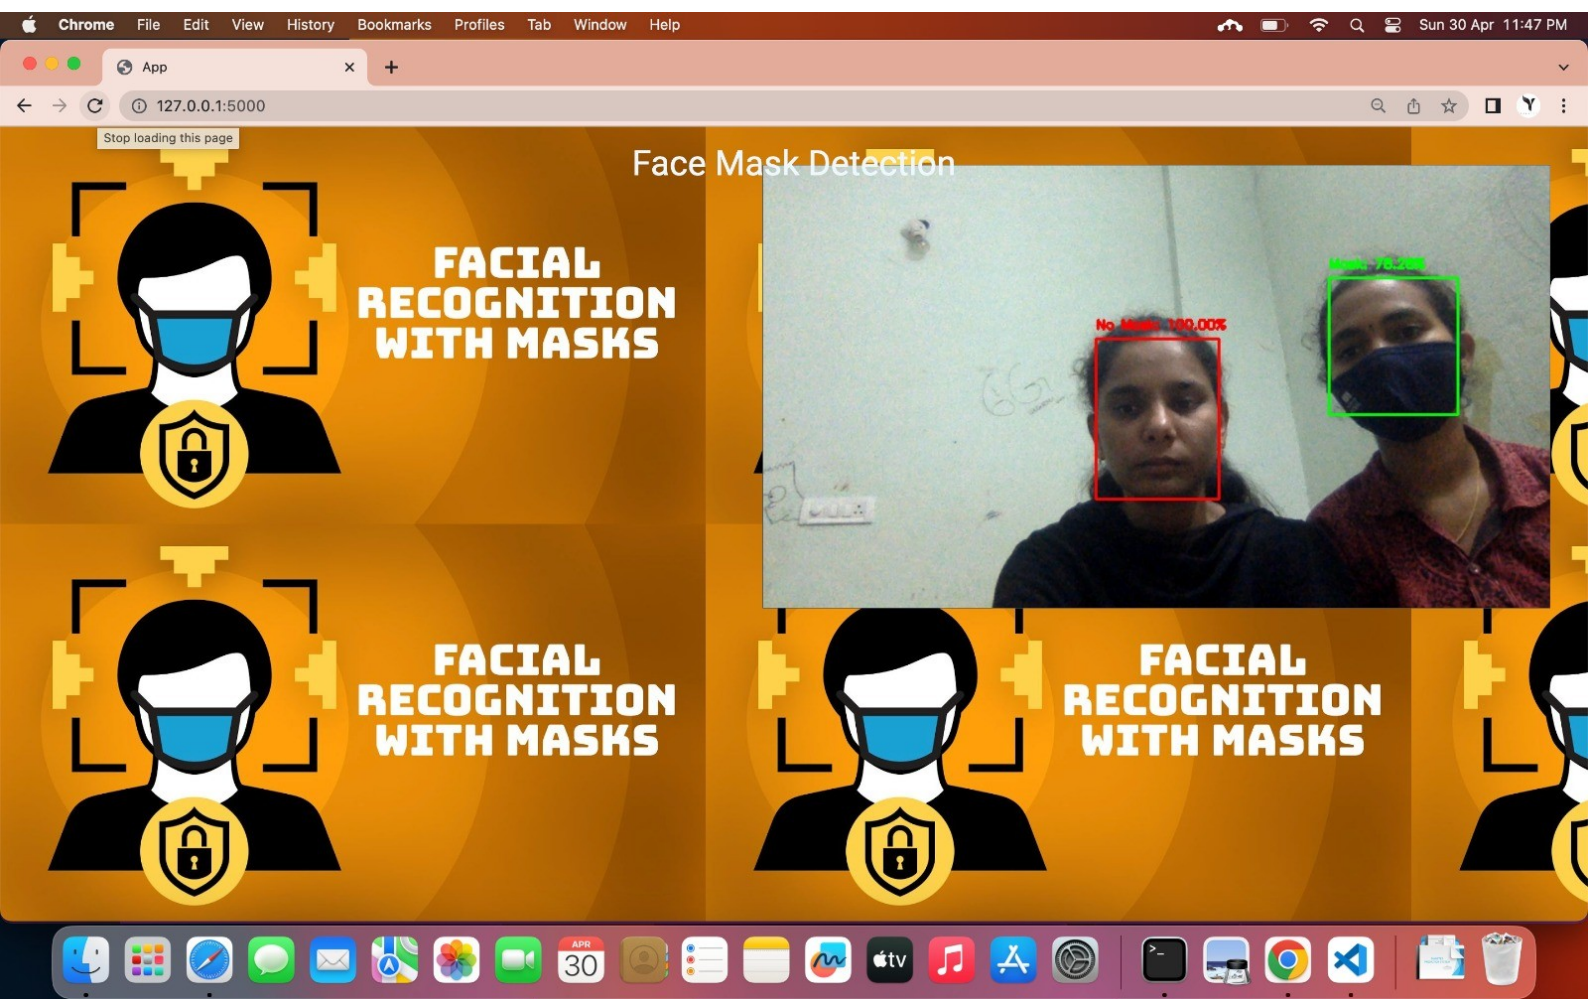 Chrome File Edit View History Bookmarks Profiles Tab Window Help
Sun 30 Apr 11:47 PM
App
127.0.0.1:5000
Stop loading this page
Face Mask Detection
No Mask: 100.00%
Mask: 78.28%
FACIAL
RECOGNITION
WITH MASKS
FACIAL
RECOGNITION
WITH MASKS
FACIAL
RECOGNITION
WITH MASKS
APR
30
tv